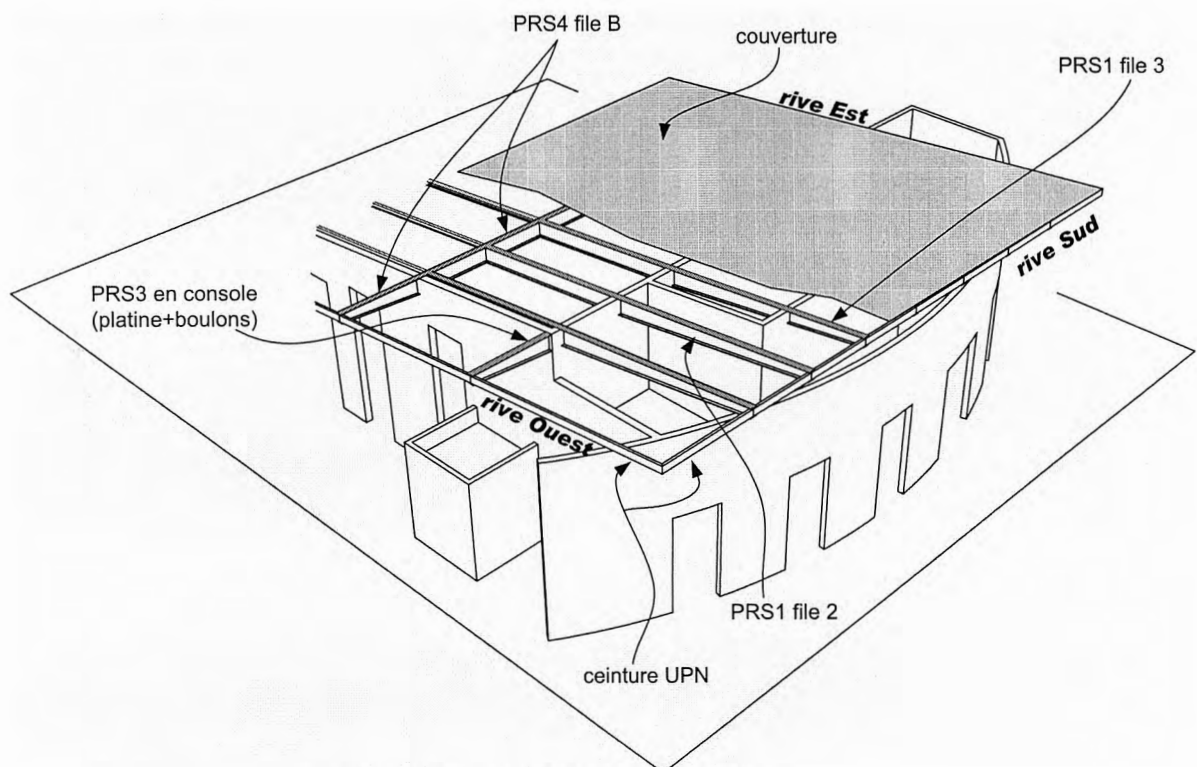 PRS4 file B
couverture
PRS1 file 3
rive Est
rive Sud
PRS3 en console
(platine+boulons)
rive Ouest
PRS1 file 2
ceinture UPN